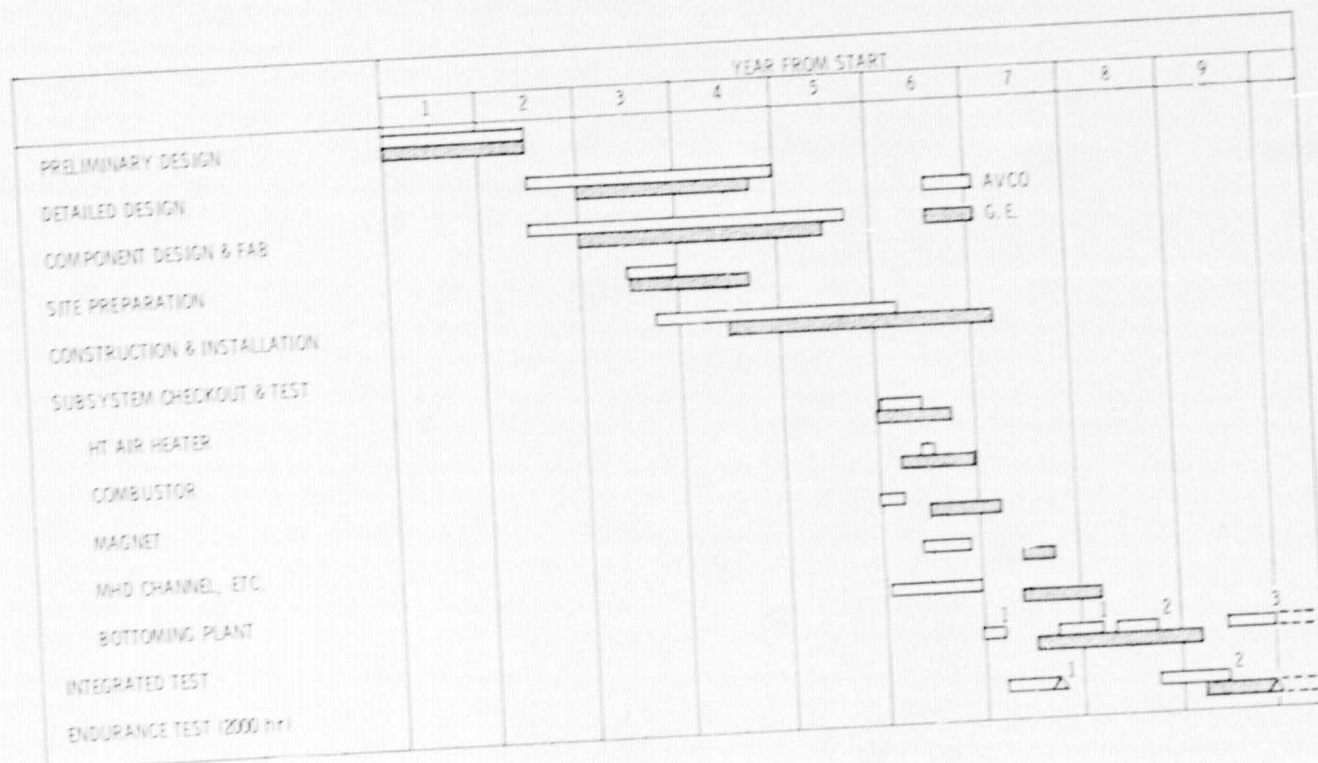 YEAR FROM START
1 2 3 4 5 6 7 8 9
PRELIMINARY DESIGN
DETAILED DESIGN
AVCO
G. E.
COMPONENT DESIGN & FAB
SITE PREPARATION
CONSTRUCTION & INSTALLATION
SUBSYSTEM CHECKOUT & TEST
HT AIR HEATER
COMBUSTOR
MAGNET
MHD CHANNEL, ETC.
BOTTOMING PLANT
1 1 2 3
INTEGRATED TEST
1 2
ENDURANCE TEST (2000 hr)